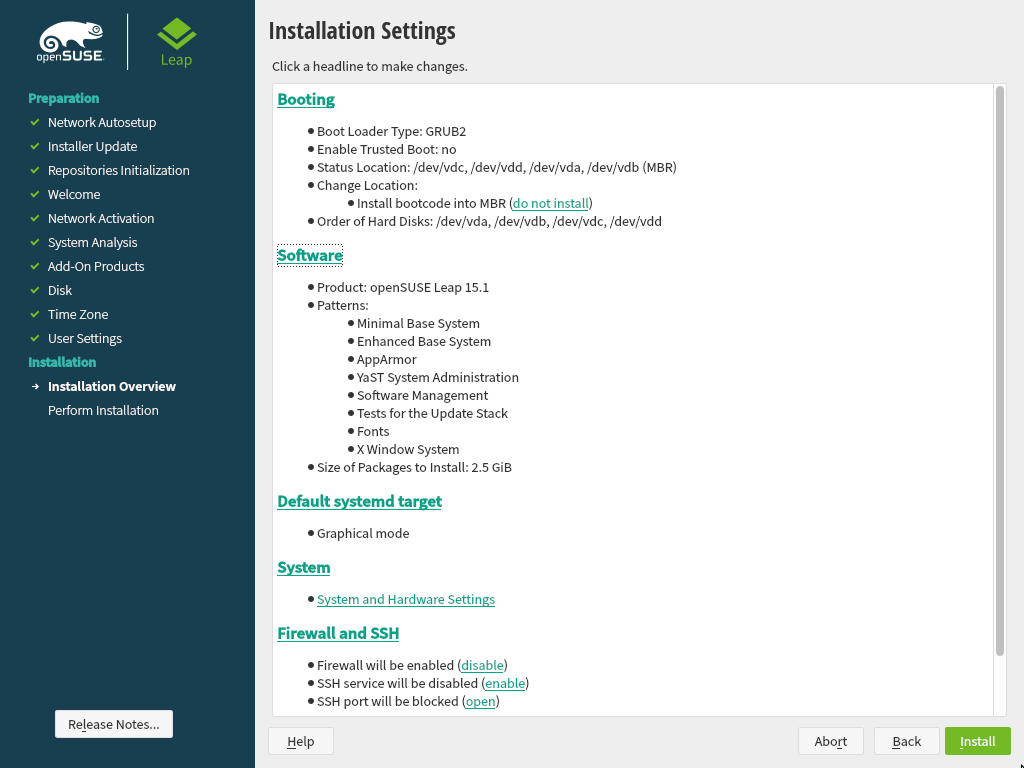 openSUSE
Leap
Preparation
Network Autosetup
Installer Update
Repositories Initialization
Welcome
Network Activation
System Analysis
Add-On Products
Disk
Time Zone
User Settings
Installation
Installation Overview
Perform Installation
Release Notes...
Installation Settings
Click a headline to make changes.
Booting
Boot Loader Type: GRUB2
Enable Trusted Boot: no
Status Location: /dev/vdc, /dev/vdd, /dev/vda, /dev/vdb (MBR)
Change Location:
Install bootcode into MBR (do not install)
Order of Hard Disks: /dev/vda, /dev/vdb, /dev/vdc, /dev/vdd
Software
Product: openSUSE Leap 15.1
Patterns:
Minimal Base System
Enhanced Base System
AppArmor
YaST System Administration
Software Management
Tests for the Update Stack
Fonts
X Window System
Size of Packages to Install: 2.5 GiB
Default systemd target
Graphical mode
System
System and Hardware Settings
Firewall and SSH
Firewall will be enabled (disable)
SSH service will be disabled (enable)
SSH port will be blocked (open)
Help
Abort
Back
Install